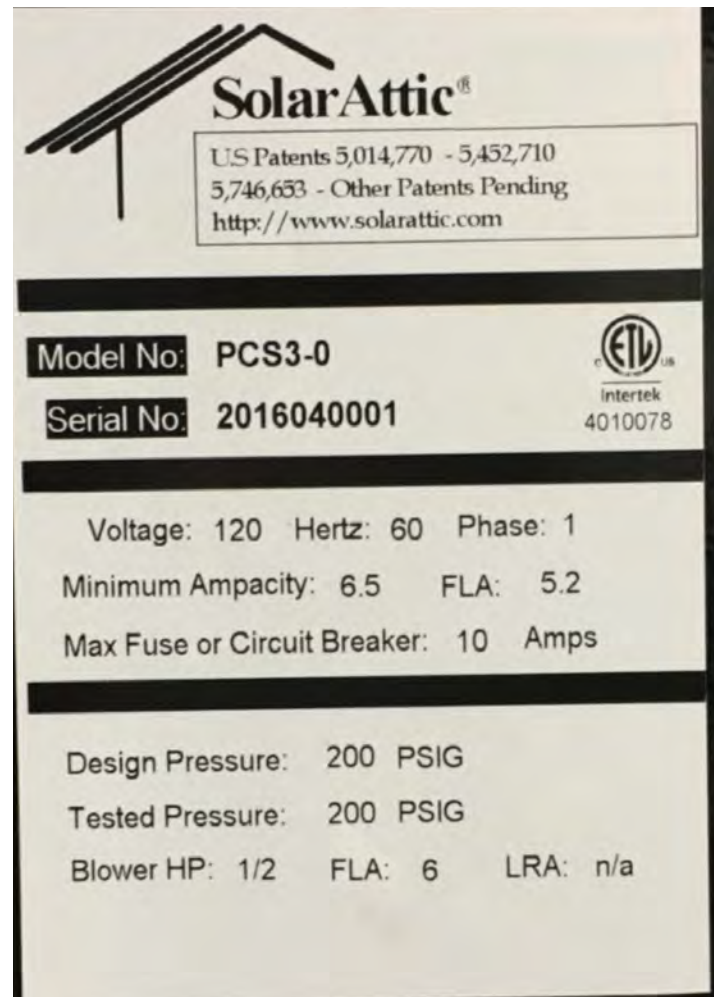 SolarAttic®
U.S Patents 5,014,770 - 5,452,710
5,746,653 - Other Patents Pending
http://www.solarattic.com
Model No: PCS3-0
Serial No: 2016040001
C ETL US
Intertek
4010078
Voltage: 120 Hertz: 60 Phase: 1
Minimum Ampacity: 6.5 FLA: 5.2
Max Fuse or Circuit Breaker: 10 Amps
Design Pressure: 200 PSIG
Tested Pressure: 200 PSIG
Blower HP: 1/2 FLA: 6 LRA: n/a